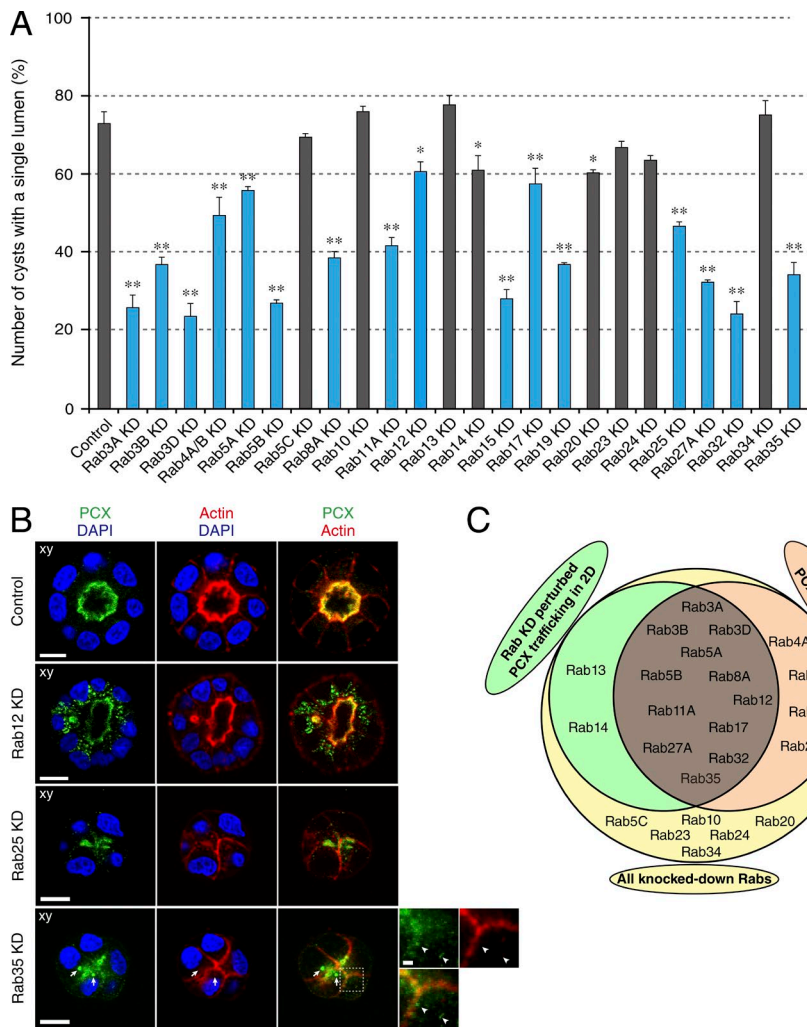 A
Number of cysts with a single lumen (%)
100
80
60
40
20
0
**
**
**
**
**
**
**
**
*
*
**
**
**
*
**
**
**
**
Control
Rab3A KD
Rab3B KD
Rab3D KD
Rab4A/B KD
Rab5A KD
Rab5B KD
Rab5C KD
Rab8A KD
Rab10 KD
Rab11A KD
Rab12 KD
Rab13 KD
Rab14 KD
Rab15 KD
Rab17 KD
Rab19 KD
Rab20 KD
Rab23 KD
Rab24 KD
Rab25 KD
Rab27A KD
Rab32 KD
Rab34 KD
Rab35 KD
B
PCX
DAPI
Actin
DAPI
PCX
Actin
Control
xy
Rab12 KD
xy
Rab25 KD
xy
Rab35 KD
xy
C
Rab KD perturbed
PCX trafficking in 2D
Rab3A
Rab3B Rab3D
Rab5A
Rab13
Rab5B Rab8A
Rab12
Rab11A
Rab14
Rab17
Rab27A
Rab32
Rab35
Rab4A
Rab5C
Rab10
Rab20
Rab23
Rab24
Rab34
All knocked-down Rabs